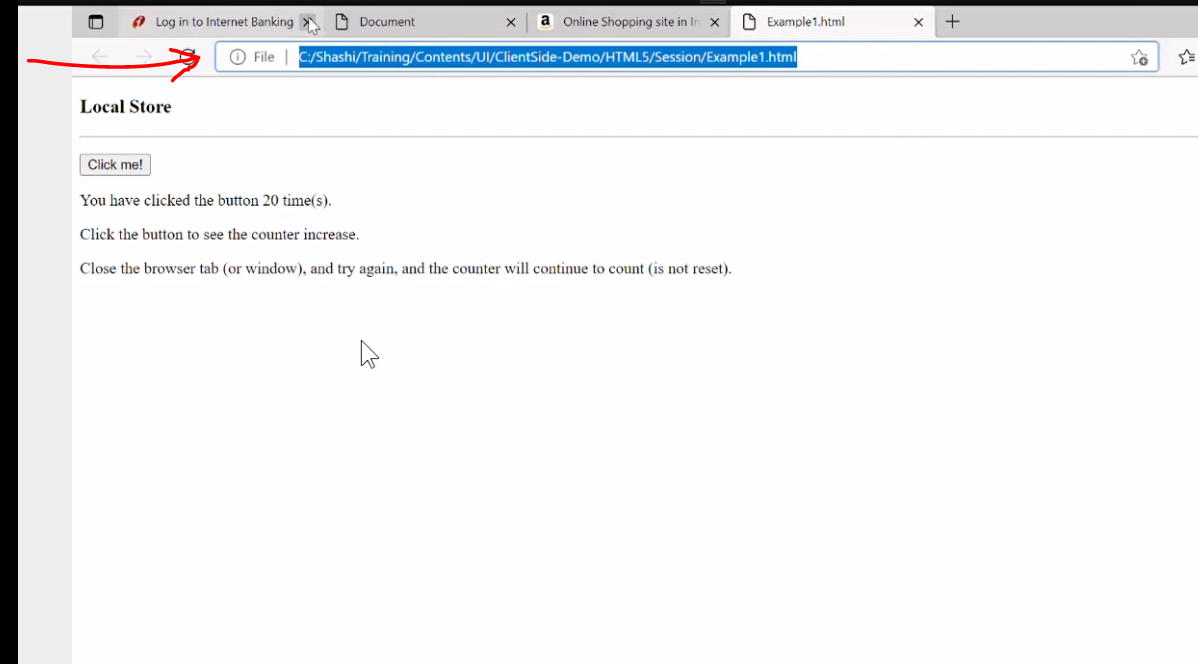 Log in to Internet Banking
Document
a Online Shopping site in In
Example1.html
File | C:/Shashi/Training/Contents/UI/ClientSide-Demo/HTML5/Session/Example1.html
Local Store
Click me!
You have clicked the button 20 time(s).
Click the button to see the counter increase.
Close the browser tab (or window), and try again, and the counter will continue to count (is not reset).